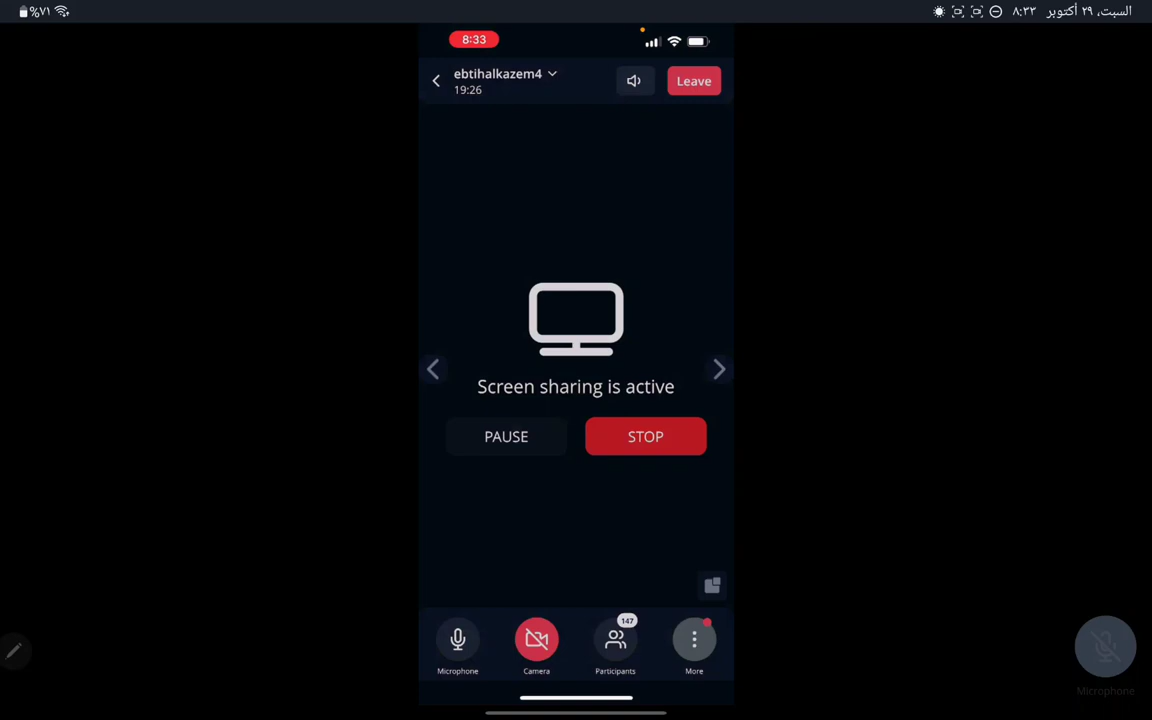 ٪٧١
السبت، ٢٩ أكتوبر ٨:٣٣
8:33
ebtihalkazem4
19:26
Leave
Screen sharing is active
PAUSE
STOP
147
Microphone
Camera
Participants
More
Microphone